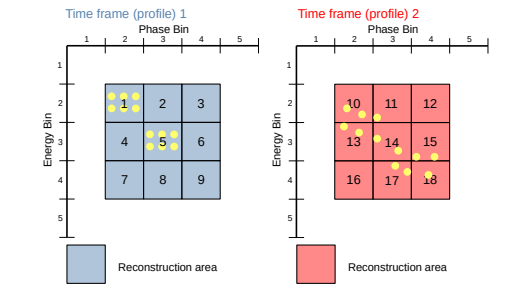 Time frame (profile) 1
Phase Bin
1 2 3 4 5
Energy Bin
1
2
3
4
5
1 2 3
4 5 6
7 8 9
Reconstruction area
Time frame (profile) 2
Phase Bin
1 2 3 4 5
Energy Bin
1
2
3
4
5
10 11 12
13 14 15
16 17 18
Reconstruction area